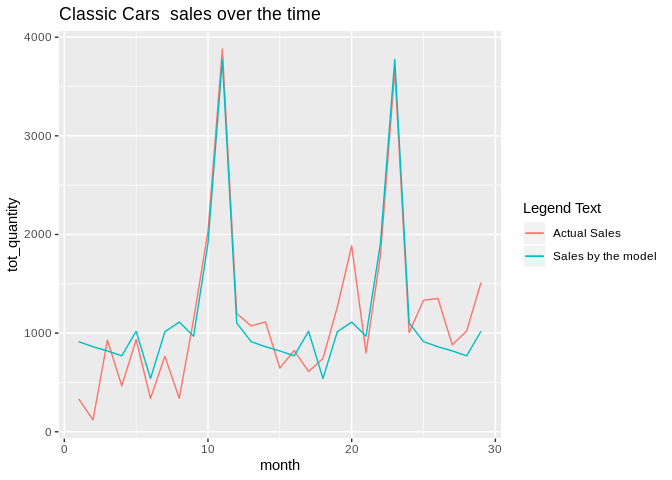 Classic Cars  sales over the time
4000
3000
2000
1000
0
tot_quantity
0 10 20 30
month
Legend Text
Actual Sales
Sales by the model